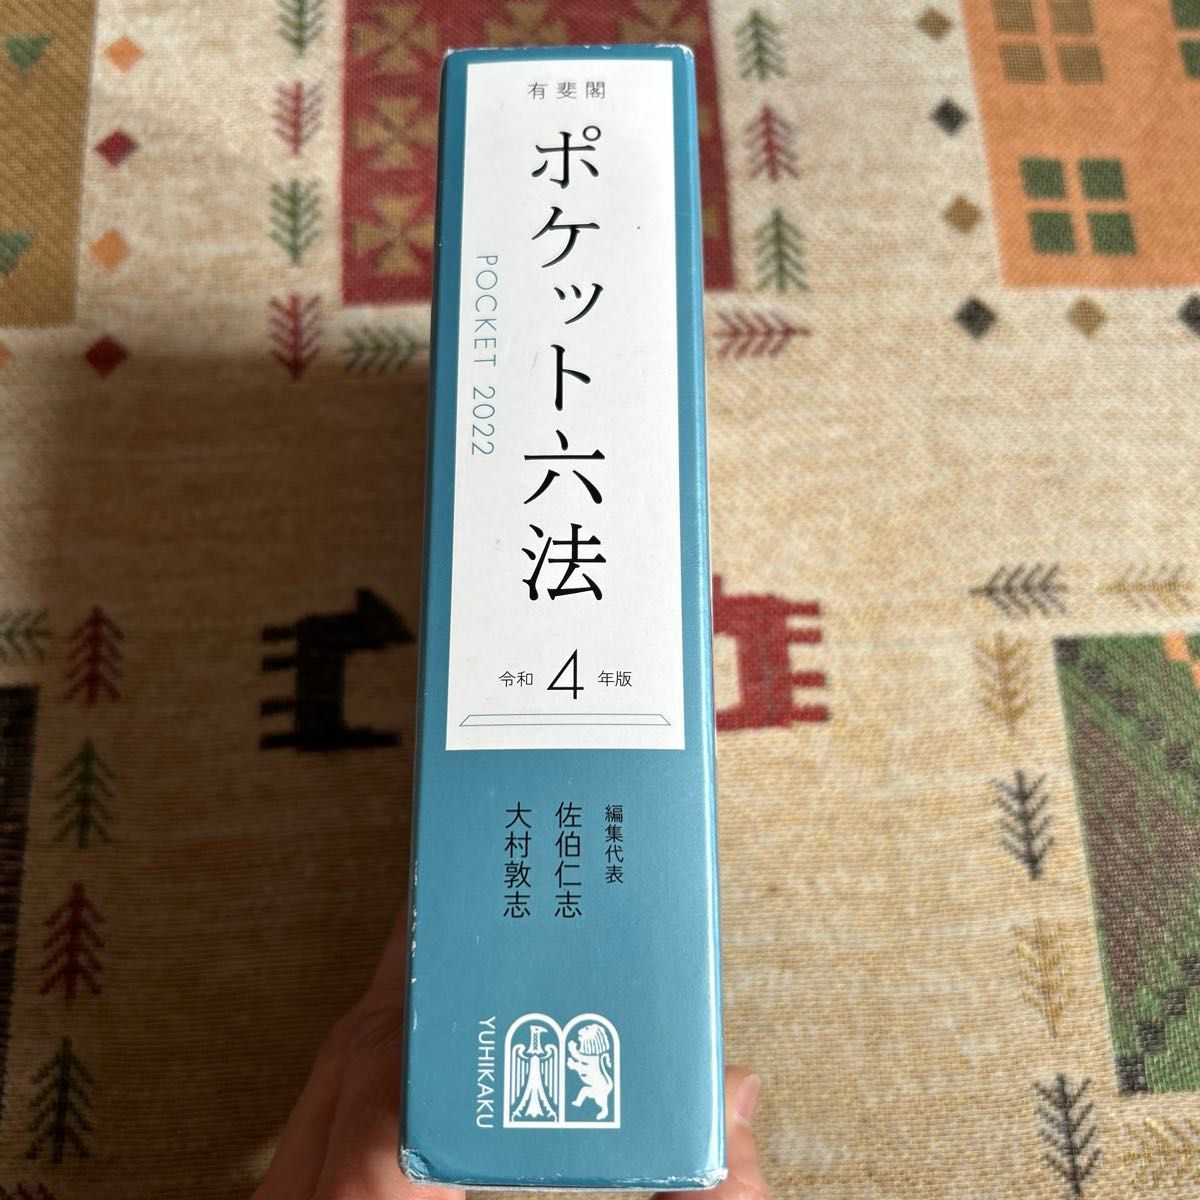 有斐閣
ポケット六法
POCKET 2022
令和4年版
編集代表
佐伯仁志
大村敦志
YUHIKAKU